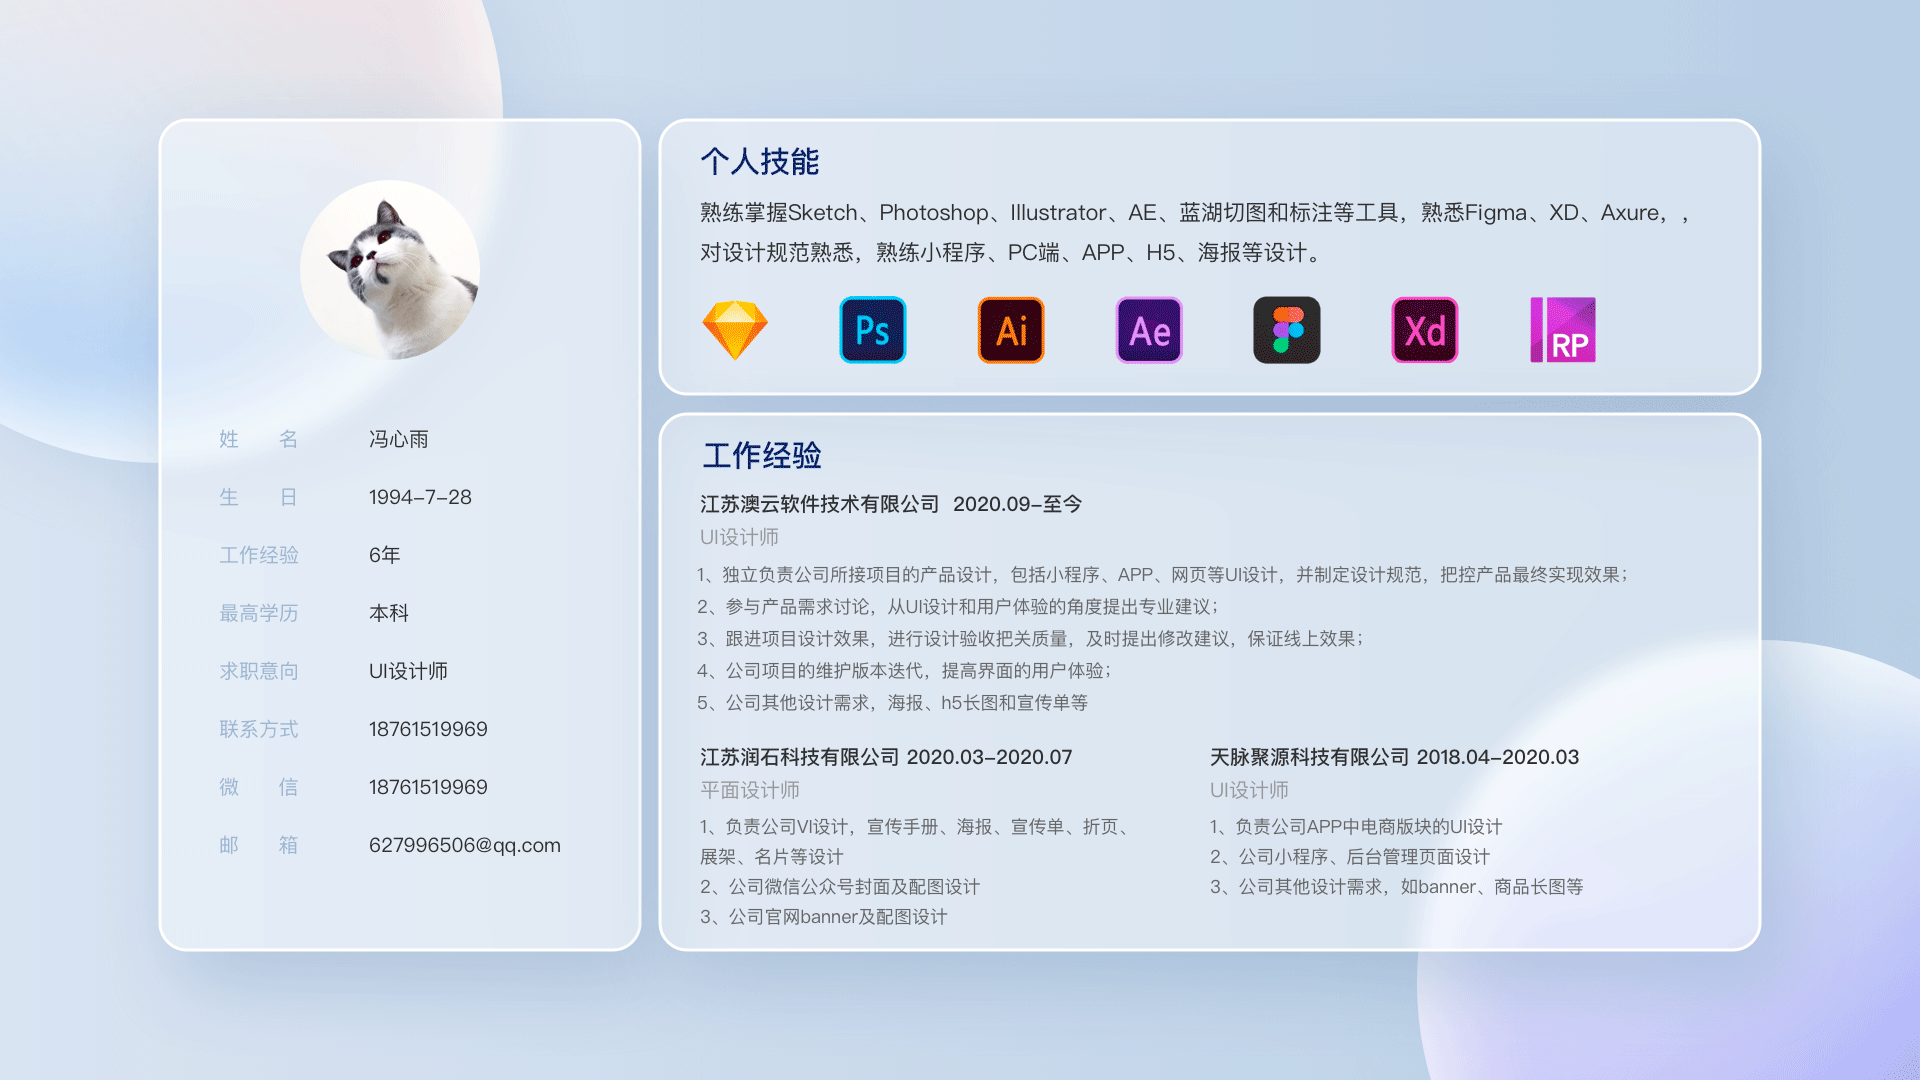 姓 名 冯心雨
生 日 1994-7-28
工作经验 6年
最高学历 本科
求职意向 UI设计师
联系方式 18761519969
微 信 18761519969
邮 箱 627996506@qq.com
个人技能
熟练掌握Sketch、Photoshop、Illustrator、AE、蓝湖切图和标注等工具，熟悉Figma、XD、Axure，,
对设计规范熟悉，熟练小程序、PC端、APP、H5、海报等设计。
Ps Ai Ae Xd RP
工作经验
江苏澳云软件技术有限公司 2020.09-至今
UI设计师
1、独立负责公司所接项目的产品设计，包括小程序、APP、网页等UI设计，并制定设计规范，把控产品最终实现效果；
2、参与产品需求讨论，从UI设计和用户体验的角度提出专业建议；
3、跟进项目设计效果，进行设计验收把关质量，及时提出修改建议，保证线上效果；
4、公司项目的维护版本迭代，提高界面的用户体验；
5、公司其他设计需求，海报、h5长图和宣传单等
江苏润石科技有限公司 2020.03-2020.07
平面设计师
1、负责公司VI设计，宣传手册、海报、宣传单、折页、
展架、名片等设计
2、公司微信公众号封面及配图设计
3、公司官网banner及配图设计
天脉聚源科技有限公司 2018.04-2020.03
UI设计师
1、负责公司APP中电商版块的UI设计
2、公司小程序、后台管理页面设计
3、公司其他设计需求，如banner、商品长图等